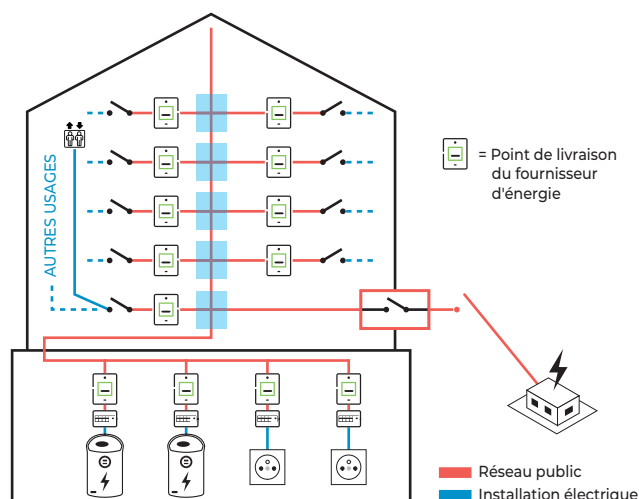 AUTRES USAGES
= Point de livraison
du fournisseur
d'énergie
Réseau public
Installation électrique